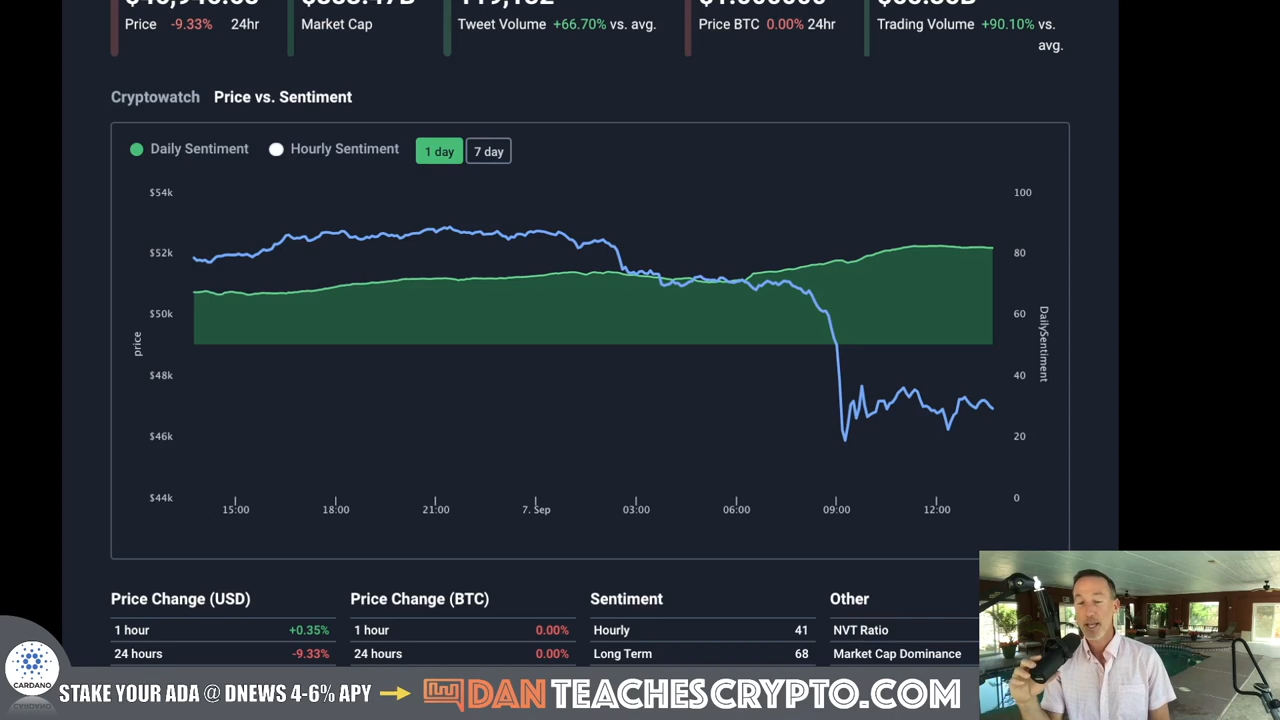 Price -9.33% 24hr
Market Cap
Tweet Volume +66.70% vs. avg.
Price BTC 0.00% 24hr
Trading Volume +90.10% vs.
avg.
Cryptowatch Price vs. Sentiment
Daily Sentiment Hourly Sentiment 1 day 7 day
$54k
$52k
$50k
$48k
$46k
$44k
price
100
80
60
40
20
0
DailySentiment
15:00 18:00 21:00 7. Sep 03:00 06:00 09:00 12:00
Price Change (USD)
1 hour +0.35%
24 hours -9.33%
Price Change (BTC)
1 hour 0.00%
24 hours 0.00%
Sentiment
Hourly 41
Long Term 68
Other
NVT Ratio
Market Cap Dominance
CARDANO
STAKE YOUR ADA @ DNEWS 4-6% APY
DANTEACHESCRYPTO.COM